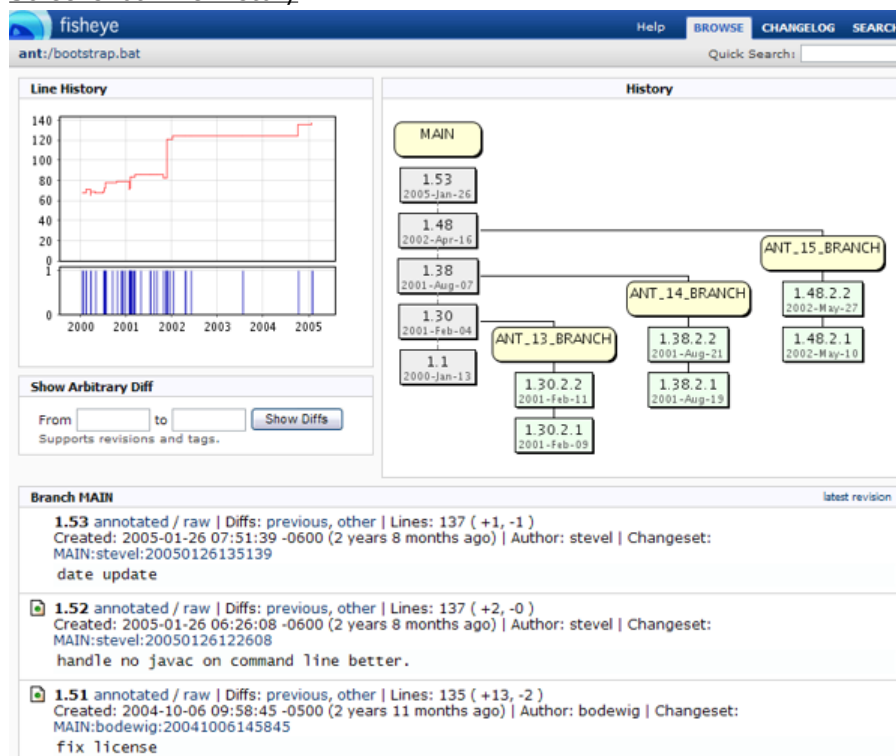 fisheye
Help BROWSE CHANGELOG SEARCH
ant:/bootstrap.bat
Quick Search:
Line History
140
120
100
80
60
40
20
0
1
0
2000 2001 2002 2003 2004 2005
Show Arbitrary Diff
From to Show Diffs
Supports revisions and tags.
History
MAIN
1.53
2005-Jan-26
1.48
2002-Apr-16
1.38
2001-Aug-07
1.30
2001-Feb-04
1.1
2000-Jan-13
ANT_13_BRANCH
1.30.2.2
2001-Feb-11
1.30.2.1
2001-Feb-09
ANT_14_BRANCH
1.38.2.2
2001-Aug-21
1.38.2.1
2001-Aug-19
ANT_15_BRANCH
1.48.2.2
2002-May-27
1.48.2.1
2002-May-10
Branch MAIN
latest revision
1.53 annotated / raw | Diffs: previous, other | Lines: 137 ( +1, -1 )
Created: 2005-01-26 07:51:39 -0600 (2 years 8 months ago) | Author: stevel | Changeset:
MAIN:stevel:20050126135139
date update
1.52 annotated / raw | Diffs: previous, other | Lines: 137 ( +2, -0 )
Created: 2005-01-26 06:26:08 -0600 (2 years 8 months ago) | Author: stevel | Changeset:
MAIN:stevel:20050126122608
handle no javac on command line better.
1.51 annotated / raw | Diffs: previous, other | Lines: 135 ( +13, -2 )
Created: 2004-10-06 09:58:45 -0500 (2 years 11 months ago) | Author: bodewig | Changeset:
MAIN:bodewig:20041006145845
fix license